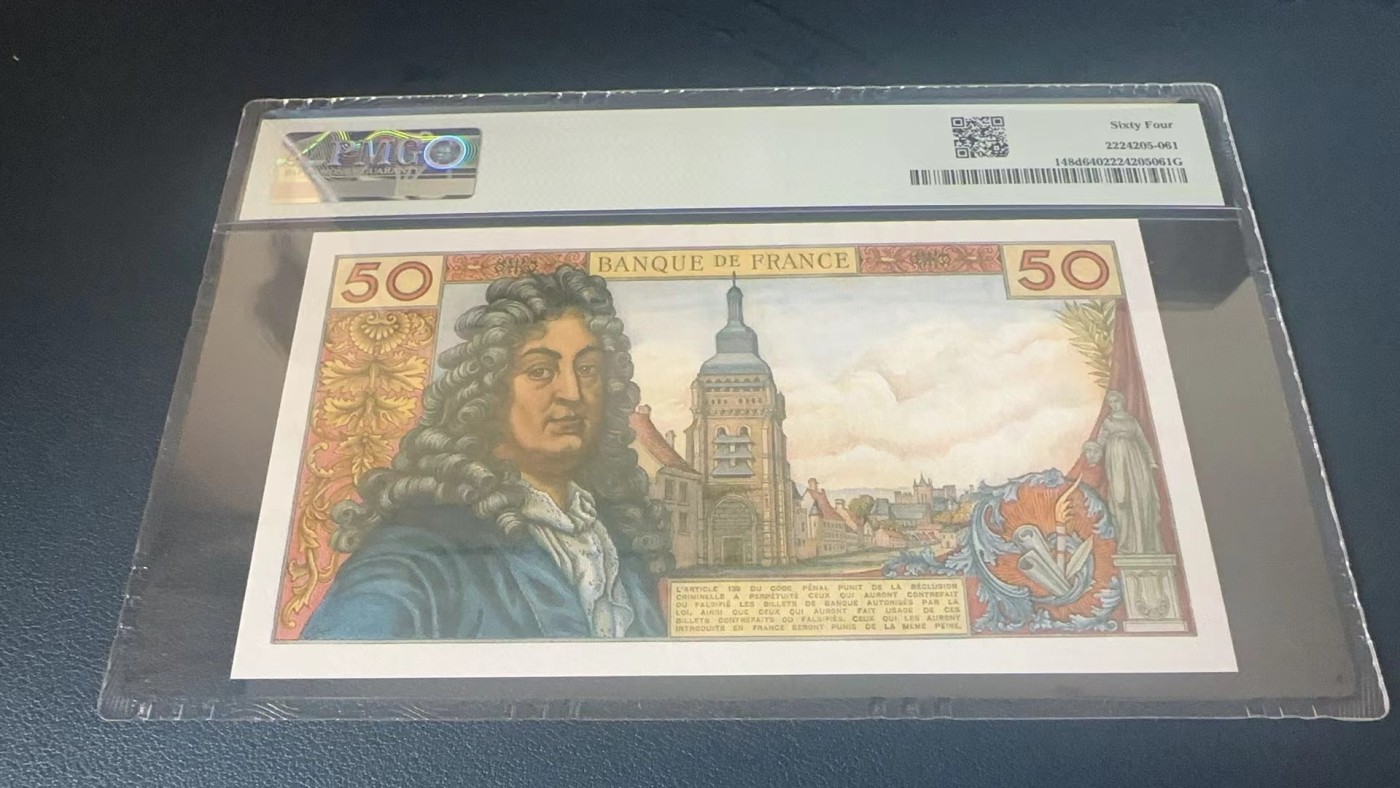 PMG
Sixty Four
2224205-061
148d6402224205061G
50
BANQUE DE FRANCE
50
L'ARTICLE 139 DU CODE PÉNAL PUNIT DE LA RÉCLUSION
CRIMINELLE À PERPÉTUITÉ CEUX QUI AURONT CONTREFAIT
OU FALSIFIÉ LES BILLETS DE BANQUE AUTORISÉS PAR LA
LOI, AINSI QUE CEUX QUI AURONT FAIT USAGE DE CES
BILLETS CONTREFAITS OU FALSIFIÉS. CEUX QUI LES AURONT
INTRODUITS EN FRANCE SERONT PUNIS DE LA MÊME PEINE.